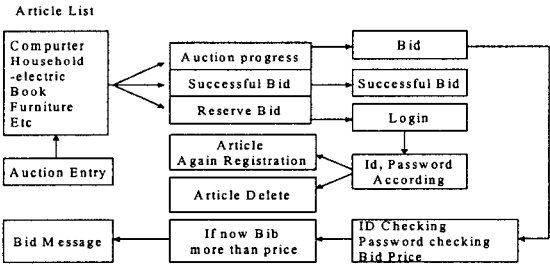 Article List
Compurter
Household
-electric
Book
Furniture
Etc
Auction Entry
Auction progress
Successful Bid
Reserve Bid
Bid
Successful Bid
Login
Article
Again Registration
Id, Password
According
Article Delete
Bid Message
If now Bib
more than price
ID Checking
Password checking
Bid Price